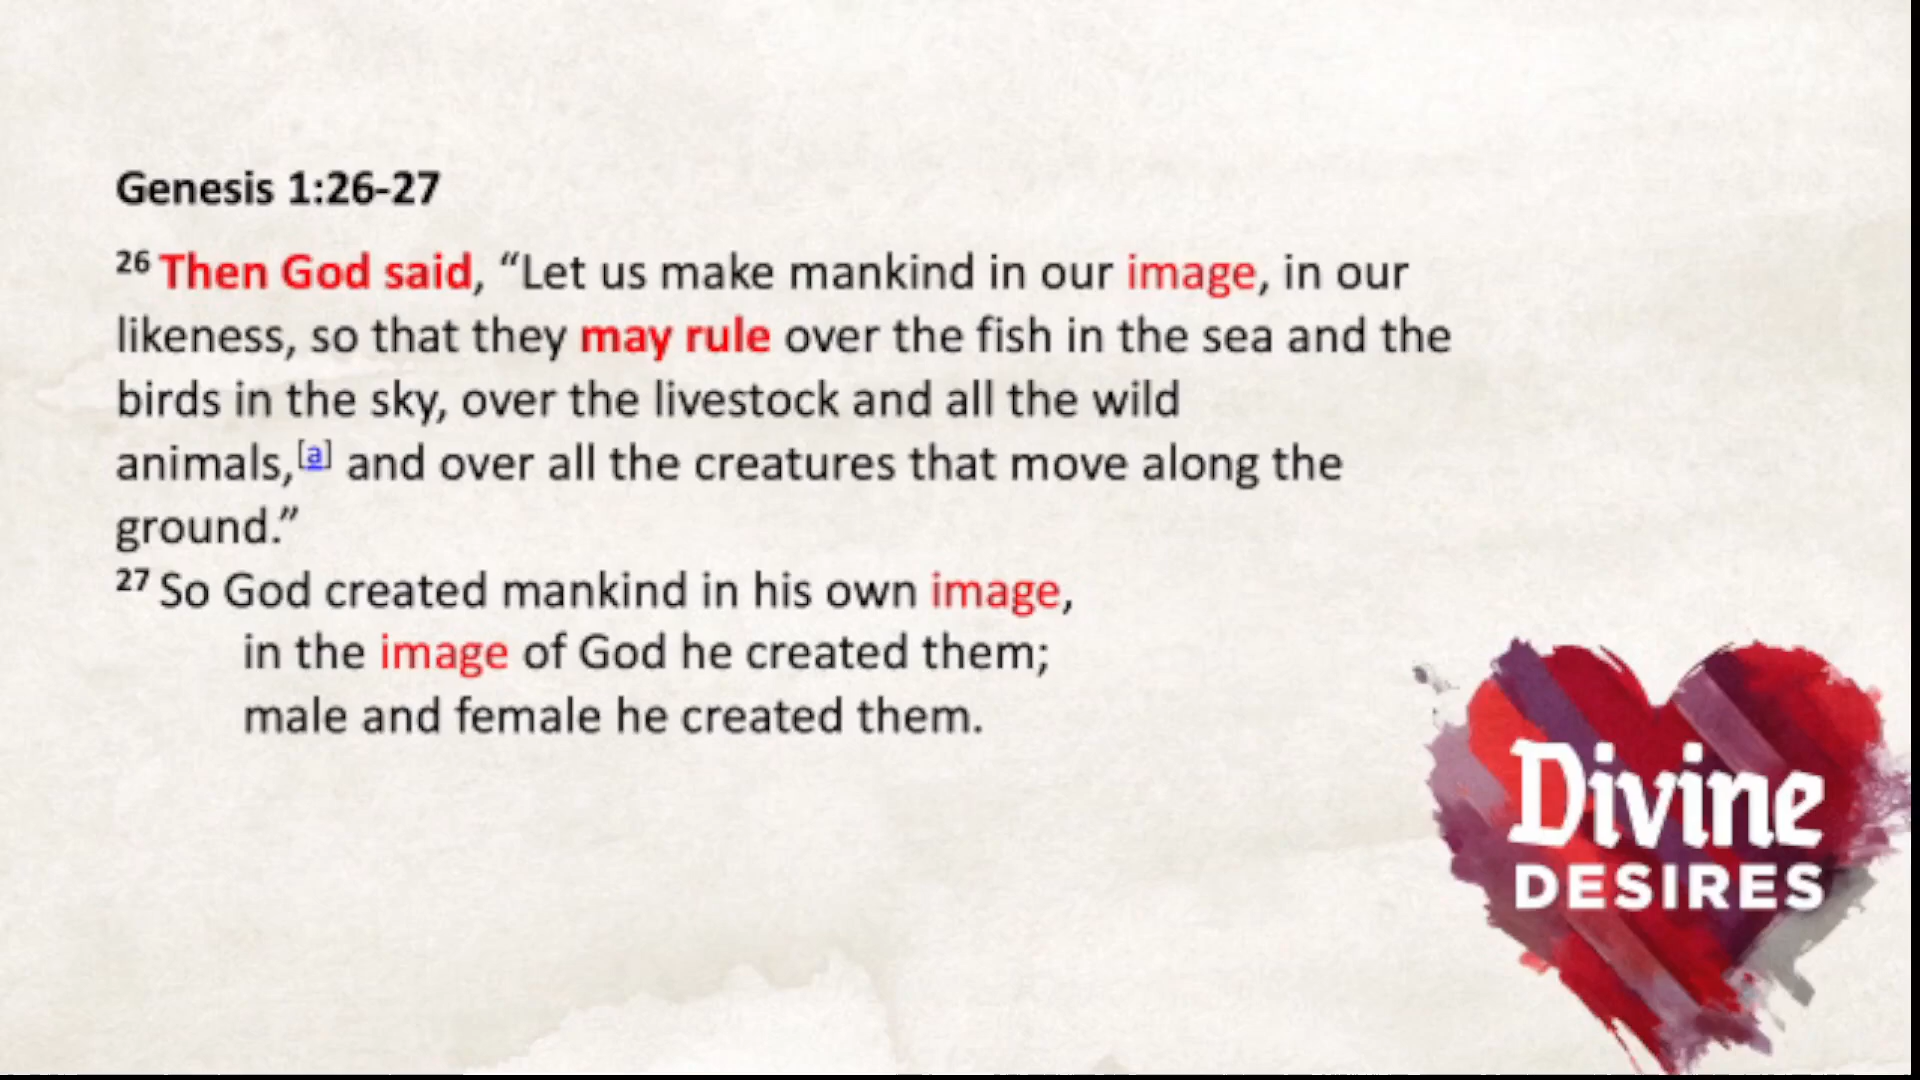 Genesis 1:26-27
26 Then God said, “Let us make mankind in our image, in our
likeness, so that they may rule over the fish in the sea and the
birds in the sky, over the livestock and all the wild
animals,[a] and over all the creatures that move along the
ground.”
27 So God created mankind in his own image,
in the image of God he created them;
male and female he created them.
Divine
DESIRES